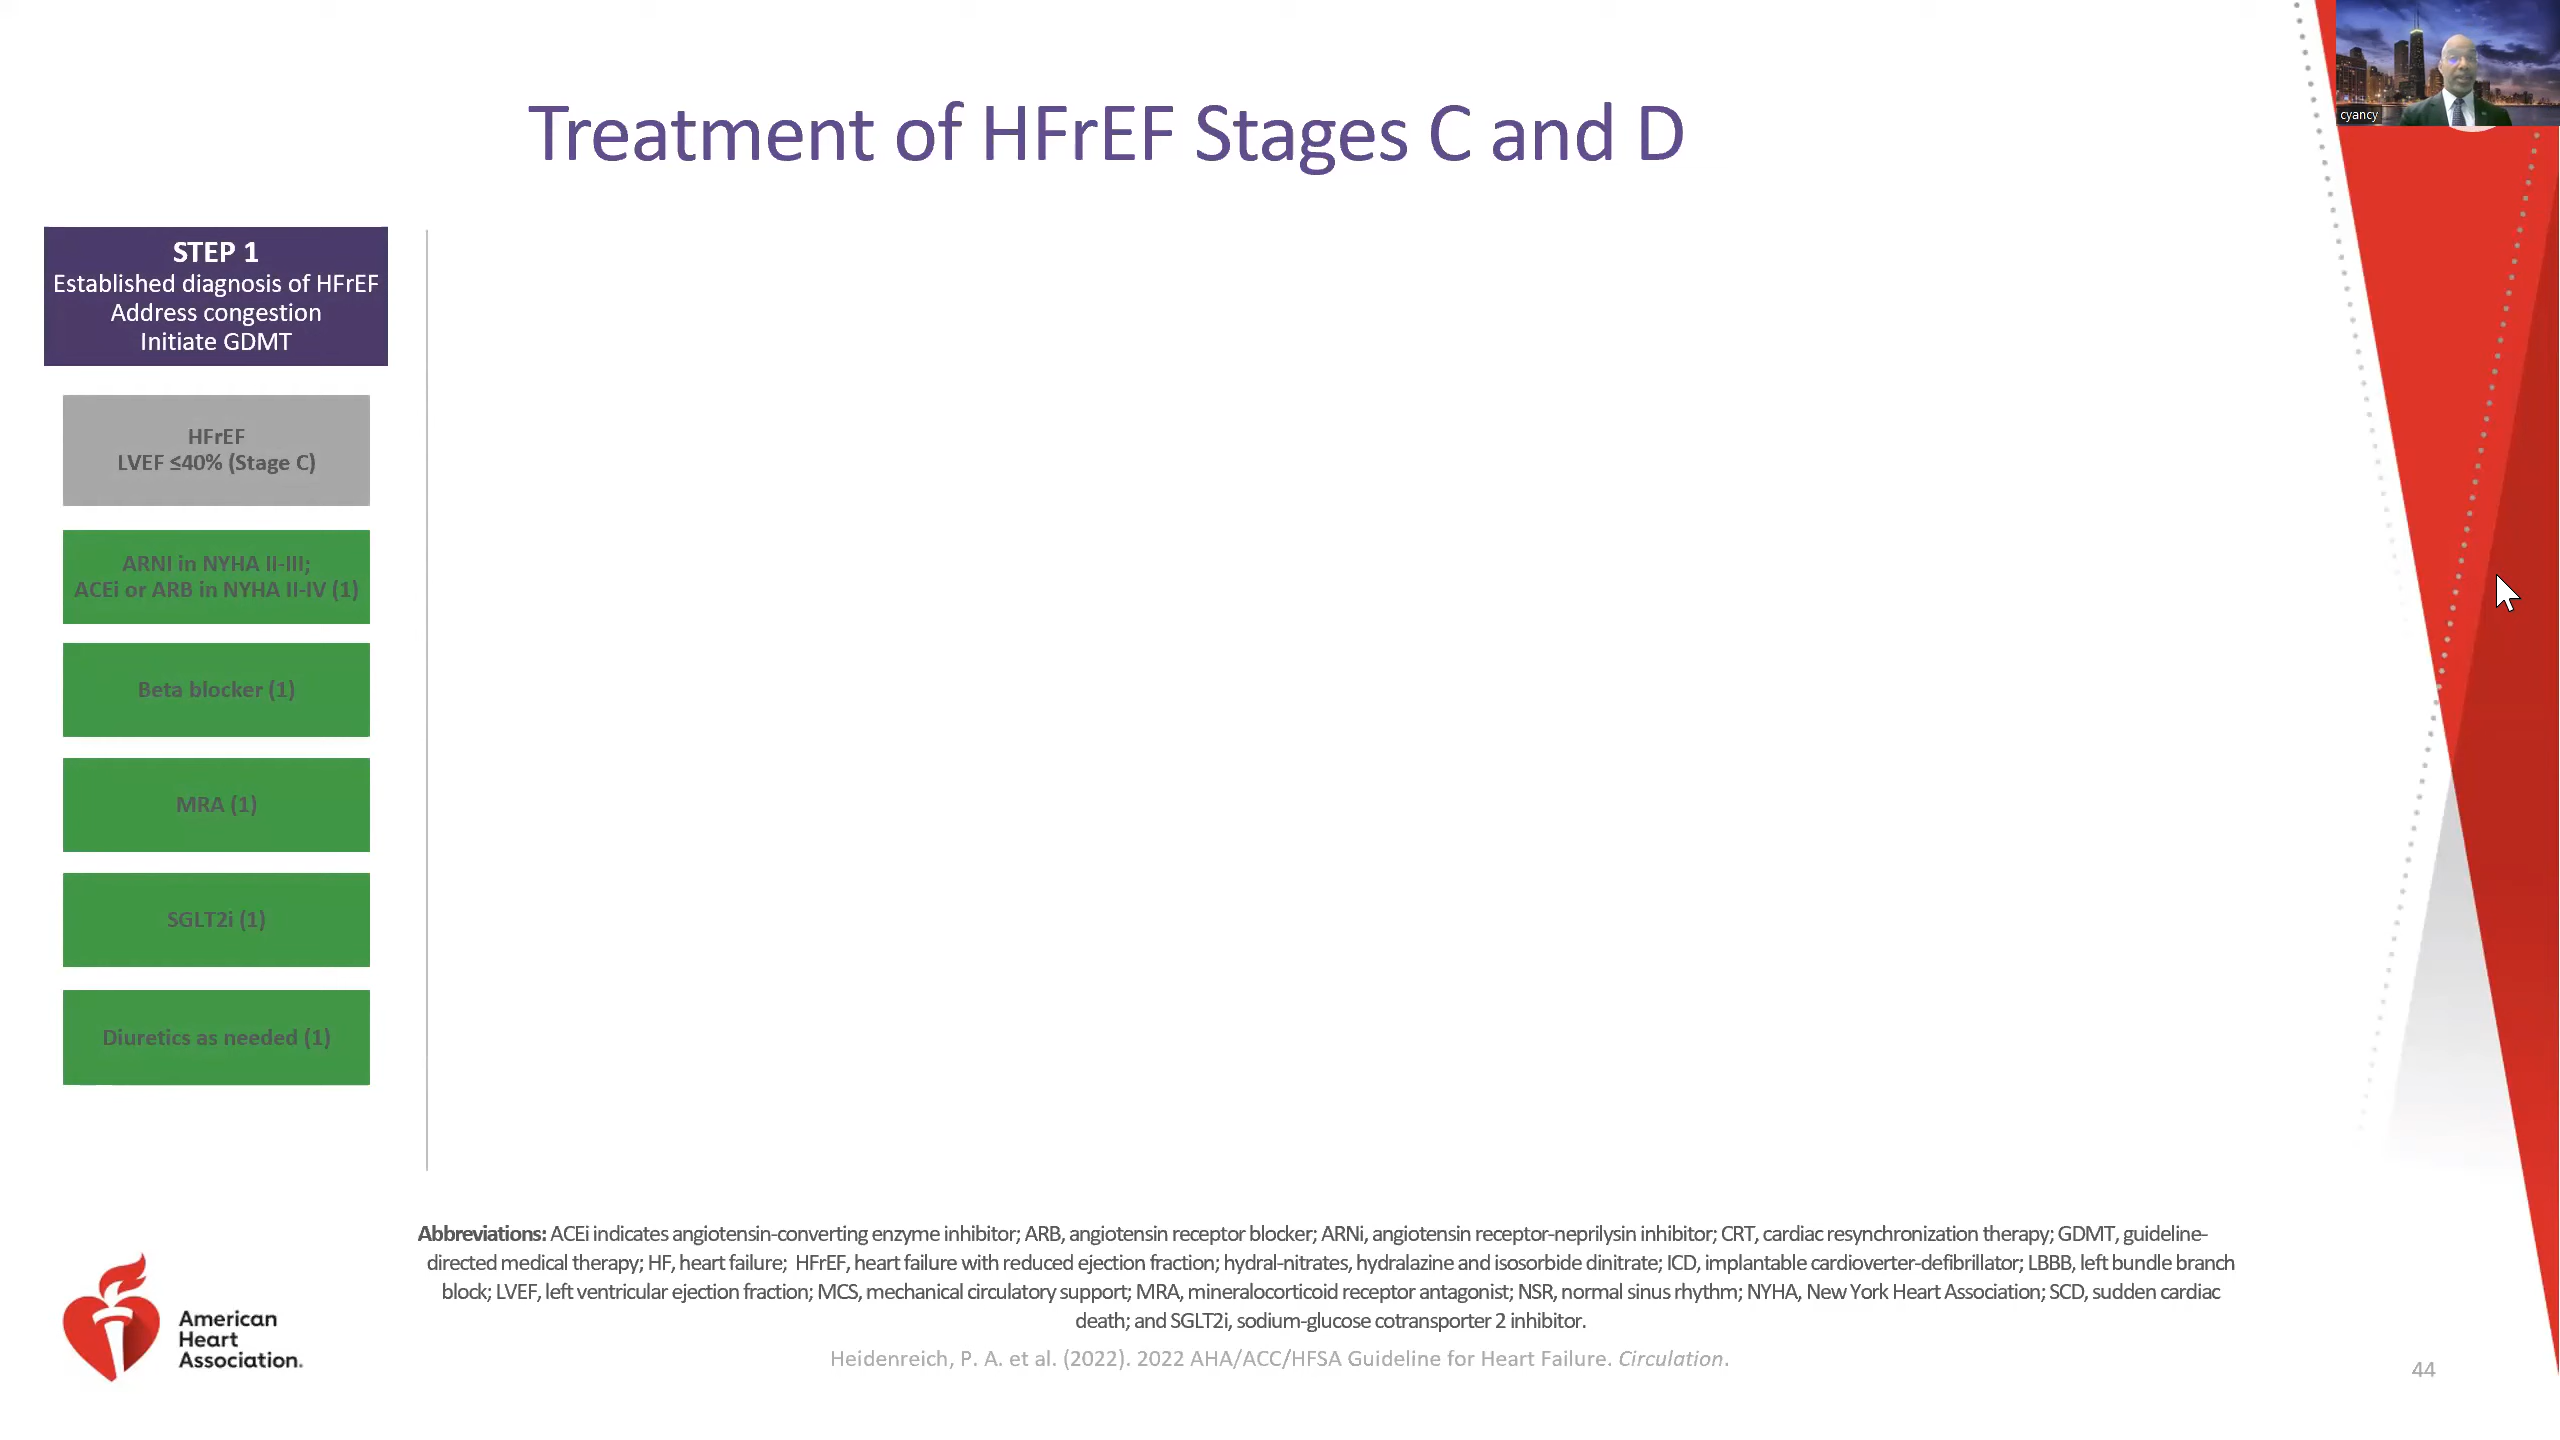 cyancy
Treatment of HFrEF Stages C and D
STEP 1
Established diagnosis of HFrEF
Address congestion
Initiate GDMT
HFrEF
LVEF ≤40% (Stage C)
ARNI in NYHA II-III;
ACEi or ARB in NYHA II-IV (1)
Beta blocker (1)
MRA (1)
SGLT2i (1)
Diuretics as needed (1)
Abbreviations: ACEi indicates angiotensin-converting enzyme inhibitor; ARB, angiotensin receptor blocker; ARNi, angiotensin receptor-neprilysin inhibitor; CRT, cardiac resynchronization therapy; GDMT, guideline-
directed medical therapy; HF, heart failure; HFrEF, heart failure with reduced ejection fraction; hydral-nitrates, hydralazine and isosorbide dinitrate; ICD, implantable cardioverter-defibrillator; LBBB, left bundle branch
block; LVEF, left ventricular ejection fraction; MCS, mechanical circulatory support; MRA, mineralocorticoid receptor antagonist; NSR, normal sinus rhythm; NYHA, New York Heart Association; SCD, sudden cardiac
death; and SGLT2i, sodium-glucose cotransporter 2 inhibitor.
American
Heart
Association.
Heidenreich, P. A. et al. (2022). 2022 AHA/ACC/HFSA Guideline for Heart Failure. Circulation.
44